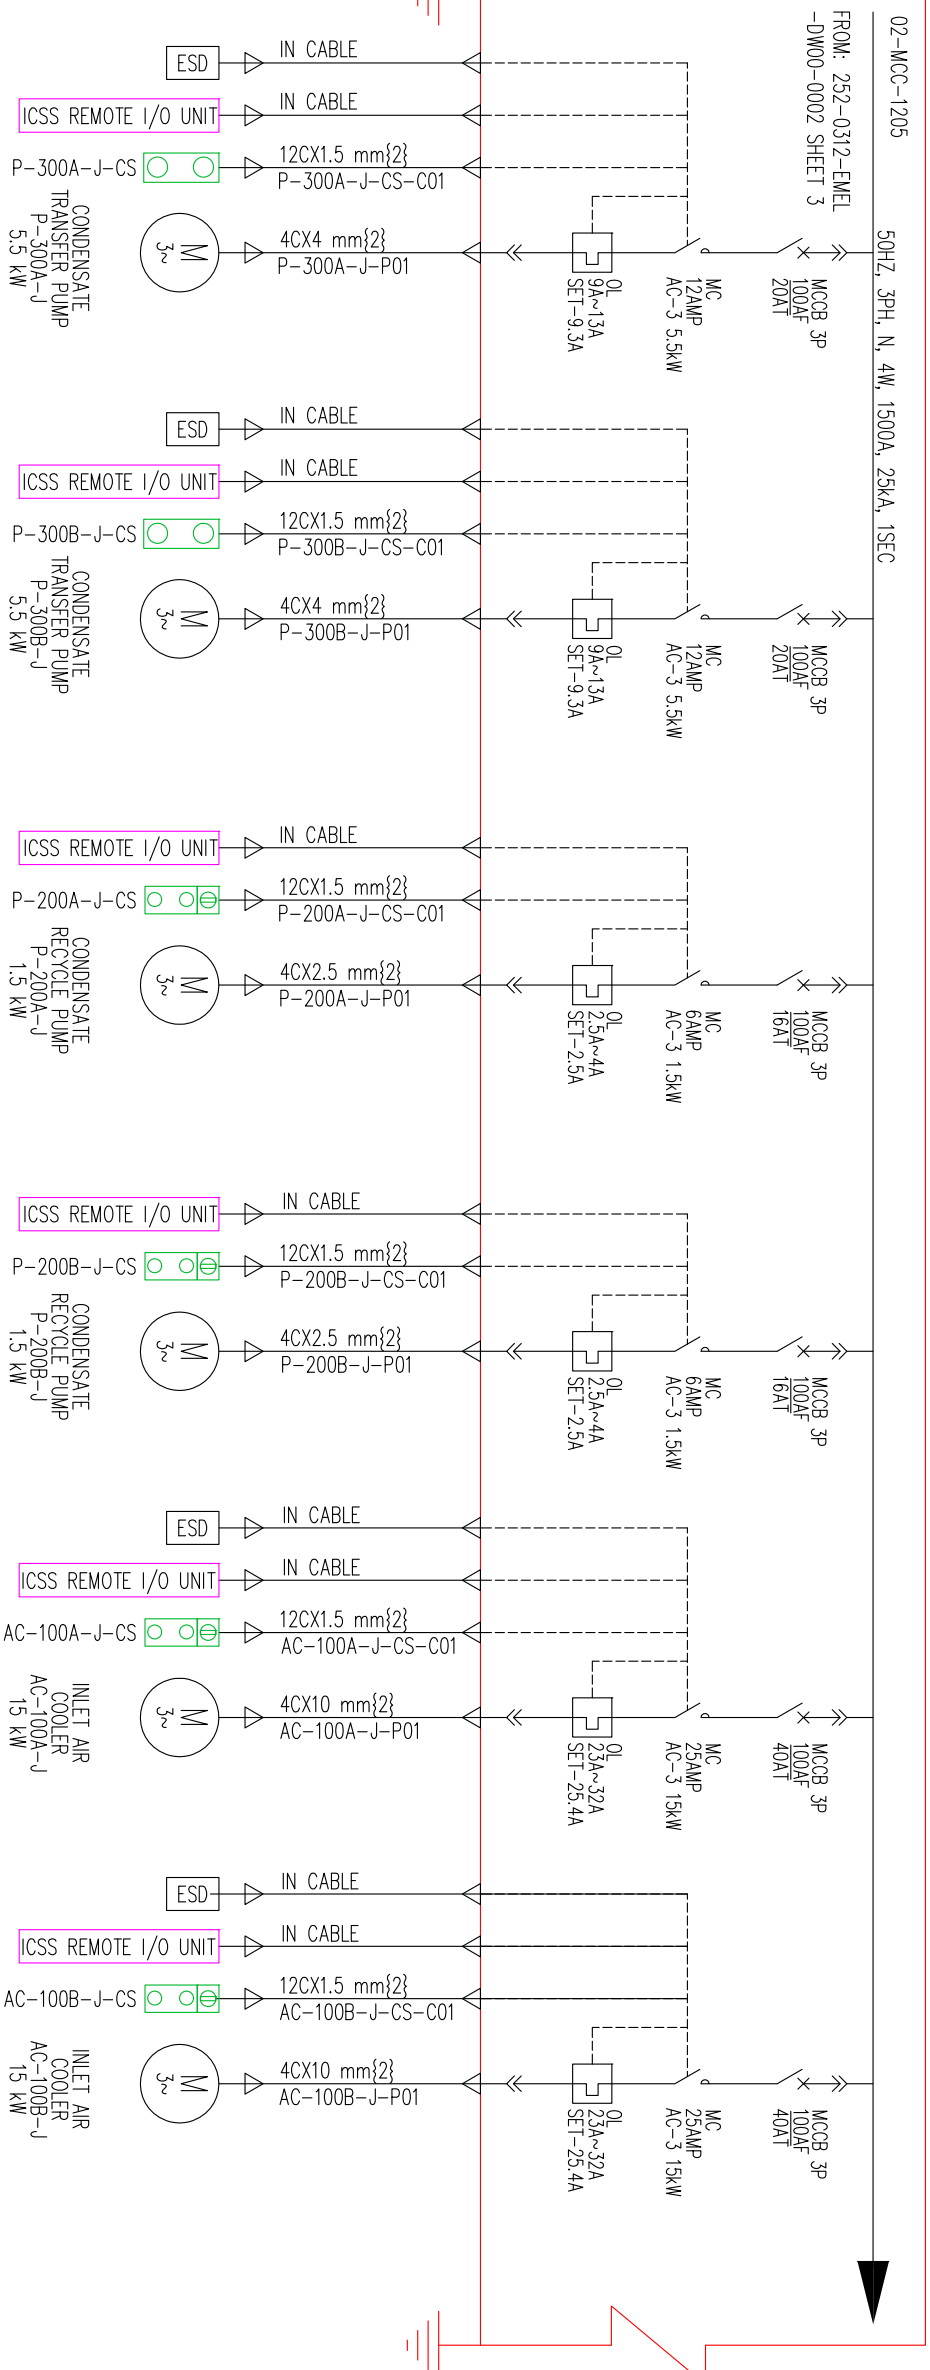 02-MCC-1205
FROM: 252-0312-EMEL
-DW00-0002 SHEET 3
50HZ, 3PH, N, 4W, 1500A, 25kA, 1SEC
MCCB 3P
100AF
20AT
MC
12AMP
AC-3 5.5kW
OL
9A~13A
SET-9.3A
IN CABLE
ESD
IN CABLE
ICSS REMOTE I/O UNIT
12CX1.5 mm{2}
P-300A-J-CS-C01
P-300A-J-CS
4CX4 mm{2}
P-300A-J-P01
M
3~
CONDENSATE
TRANSFER PUMP
P-300A-J
5.5 kW
MCCB 3P
100AF
20AT
MC
12AMP
AC-3 5.5kW
OL
9A~13A
SET-9.3A
IN CABLE
ESD
IN CABLE
ICSS REMOTE I/O UNIT
12CX1.5 mm{2}
P-300B-J-CS-C01
P-300B-J-CS
4CX4 mm{2}
P-300B-J-P01
M
3~
CONDENSATE
TRANSFER PUMP
P-300B-J
5.5 kW
MCCB 3P
100AF
16AT
MC
6AMP
AC-3 1.5kW
OL
2.5A~4A
SET-2.5A
IN CABLE
ICSS REMOTE I/O UNIT
12CX1.5 mm{2}
P-200A-J-CS-C01
P-200A-J-CS
4CX2.5 mm{2}
P-200A-J-P01
M
3~
CONDENSATE
RECYCLE PUMP
P-200A-J
1.5 kW
MCCB 3P
100AF
16AT
MC
6AMP
AC-3 1.5kW
OL
2.5A~4A
SET-2.5A
IN CABLE
ICSS REMOTE I/O UNIT
12CX1.5 mm{2}
P-200B-J-CS-C01
P-200B-J-CS
4CX2.5 mm{2}
P-200B-J-P01
M
3~
CONDENSATE
RECYCLE PUMP
P-200B-J
1.5 kW
MCCB 3P
100AF
40AT
MC
25AMP
AC-3 15kW
OL
23A~32A
SET-25.4A
IN CABLE
ESD
IN CABLE
ICSS REMOTE I/O UNIT
12CX1.5 mm{2}
AC-100A-J-CS-C01
AC-100A-J-CS
4CX10 mm{2}
AC-100A-J-P01
M
3~
INLET AIR
COOLER
AC-100A-J
15 kW
MCCB 3P
100AF
40AT
MC
25AMP
AC-3 15kW
OL
23A~32A
SET-25.4A
IN CABLE
ESD
IN CABLE
ICSS REMOTE I/O UNIT
12CX1.5 mm{2}
AC-100B-J-CS-C01
AC-100B-J-CS
4CX10 mm{2}
AC-100B-J-P01
M
3~
INLET AIR
COOLER
AC-100B-J
15 kW